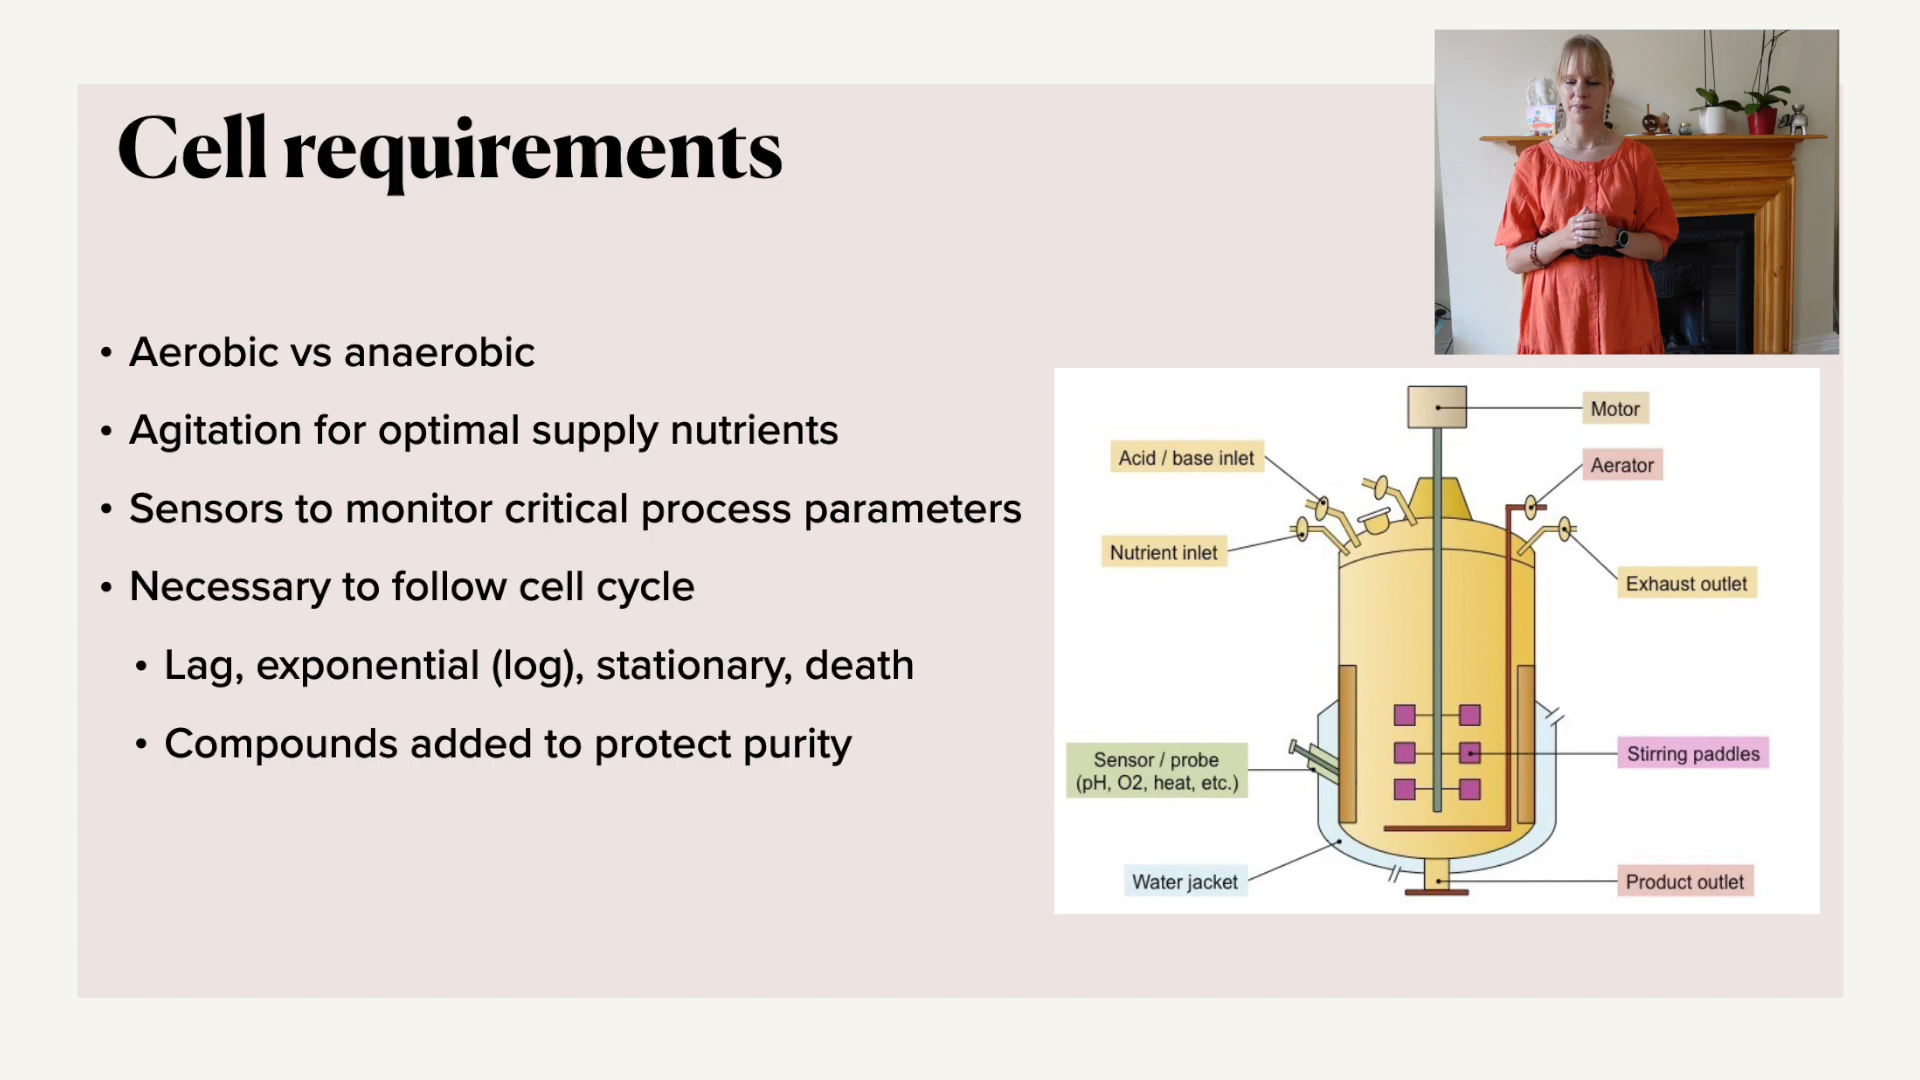 Cell requirements
• Aerobic vs anaerobic
• Agitation for optimal supply nutrients
• Sensors to monitor critical process parameters
• Necessary to follow cell cycle
• Lag, exponential (log), stationary, death
• Compounds added to protect purity
Motor
Acid / base inlet
Aerator
Nutrient inlet
Exhaust outlet
Sensor / probe
(pH, O2, heat, etc.)
Stirring paddles
Water jacket
Product outlet